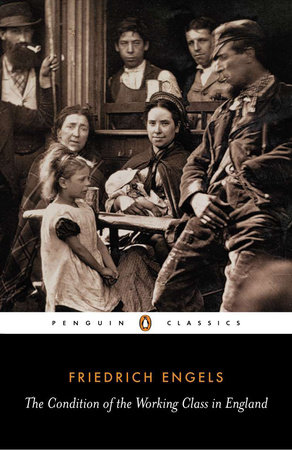 PENGUIN CLASSICS
FRIEDRICH ENGELS
The Condition of the Working Class in England